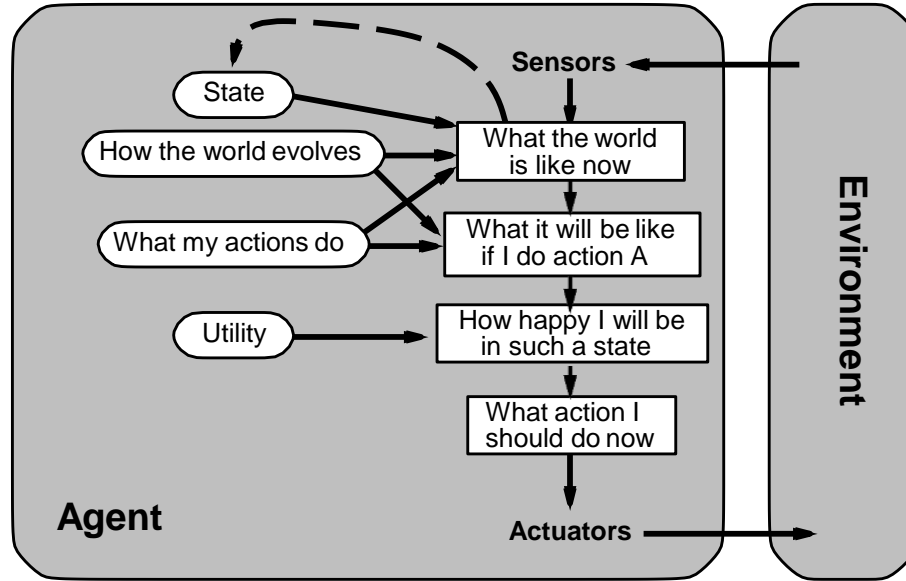 Sensors
State
What the world
is like now
How the world evolves
What my actions do
What it will be like
if I do action A
Utility
How happy I will be
in such a state
What action I
should do now
Agent
Actuators
Environment